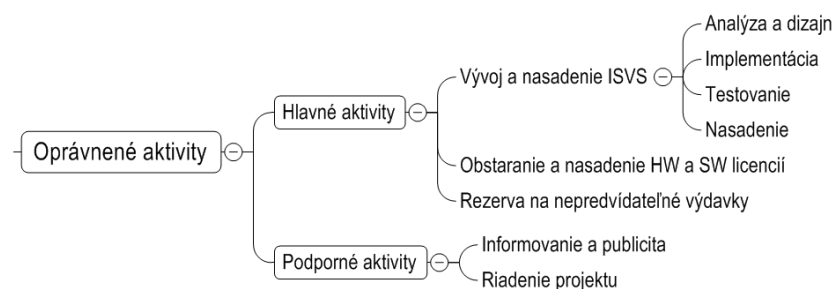 Oprávnené aktivity
Hlavné aktivity
Vývoj a nasadenie ISVS
Analýza a dizajn
Implementácia
Testovanie
Nasadenie
Obstaranie a nasadenie HW a SW licencií
Rezerva na nepredvídateľné výdavky
Podporné aktivity
Informovanie a publicita
Riadenie projektu